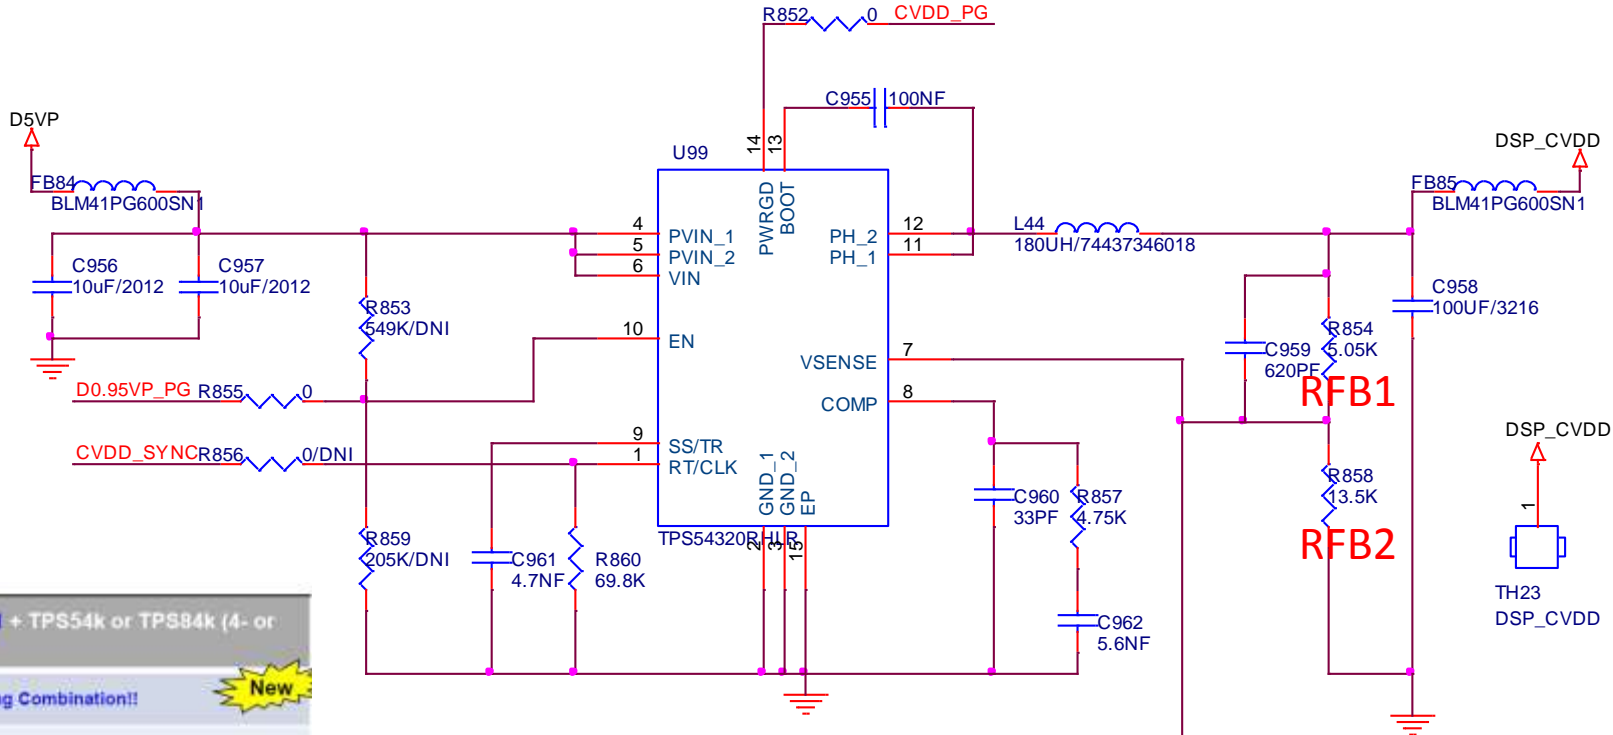 R852 0 CVDD_PG
C955 100NF
D5VP
14
13
DSP_CVDD
U99
FB84
BLM41PG600SN1
FB85
BLM41PG600SN1
PWRGD
BOOT
4 PVIN_1
5 PVIN_2
6 VIN
12 PH_2
11 PH_1
L44
180UH/74437346018
C956
10uF/2012
C957
10uF/2012
C958
100UF/3216
R853
549K/DNI
R854
5.05K
10 EN
7 VSENSE
C959
620PF
RFB1
8 COMP
D0.95VP_PG R855 0
CVDD_SYNC R856 0/DNI
9 SS/TR
1 RT/CLK
DSP_CVDD
GND_1
GND_2
EP
R858
13.5K
C960
33PF
R857
4.75K
1
TPS54320RHLR
2
3
15
RFB2
R859
205K/DNI
C961
4.7NF
R860
69.8K
TH23
DSP_CVDD
C962
5.6NF
+ TPS54k or TPS84k (4- or
g Combination!!
New